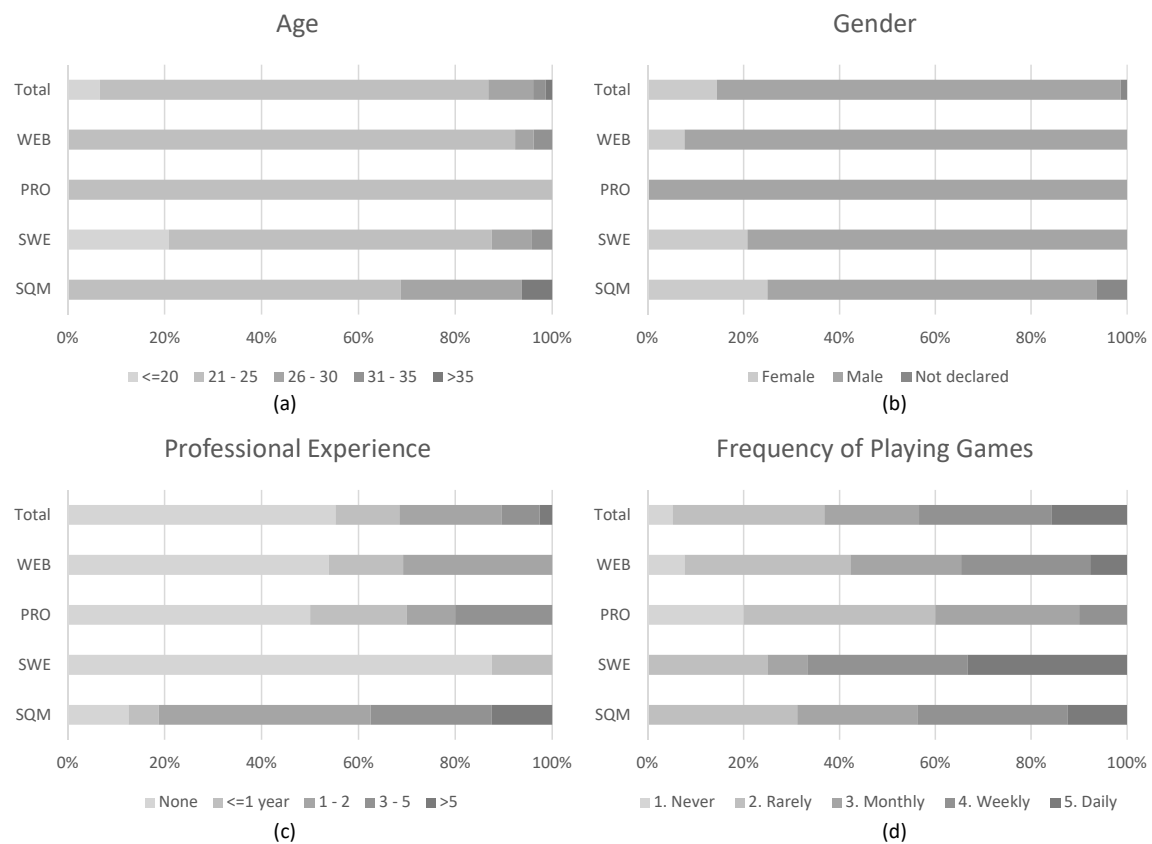 Age
Total
WEB
PRO
SWE
SQM
0% 20% 40% 60% 80% 100%
<=20 21 - 25 26 - 30 31 - 35 >35
(a)
Gender
Total
WEB
PRO
SWE
SQM
0% 20% 40% 60% 80% 100%
Female Male Not declared
(b)
Professional Experience
Total
WEB
PRO
SWE
SQM
0% 20% 40% 60% 80% 100%
None <=1 year 1 - 2 3 - 5 >5
(c)
Frequency of Playing Games
Total
WEB
PRO
SWE
SQM
0% 20% 40% 60% 80% 100%
1. Never 2. Rarely 3. Monthly 4. Weekly 5. Daily
(d)